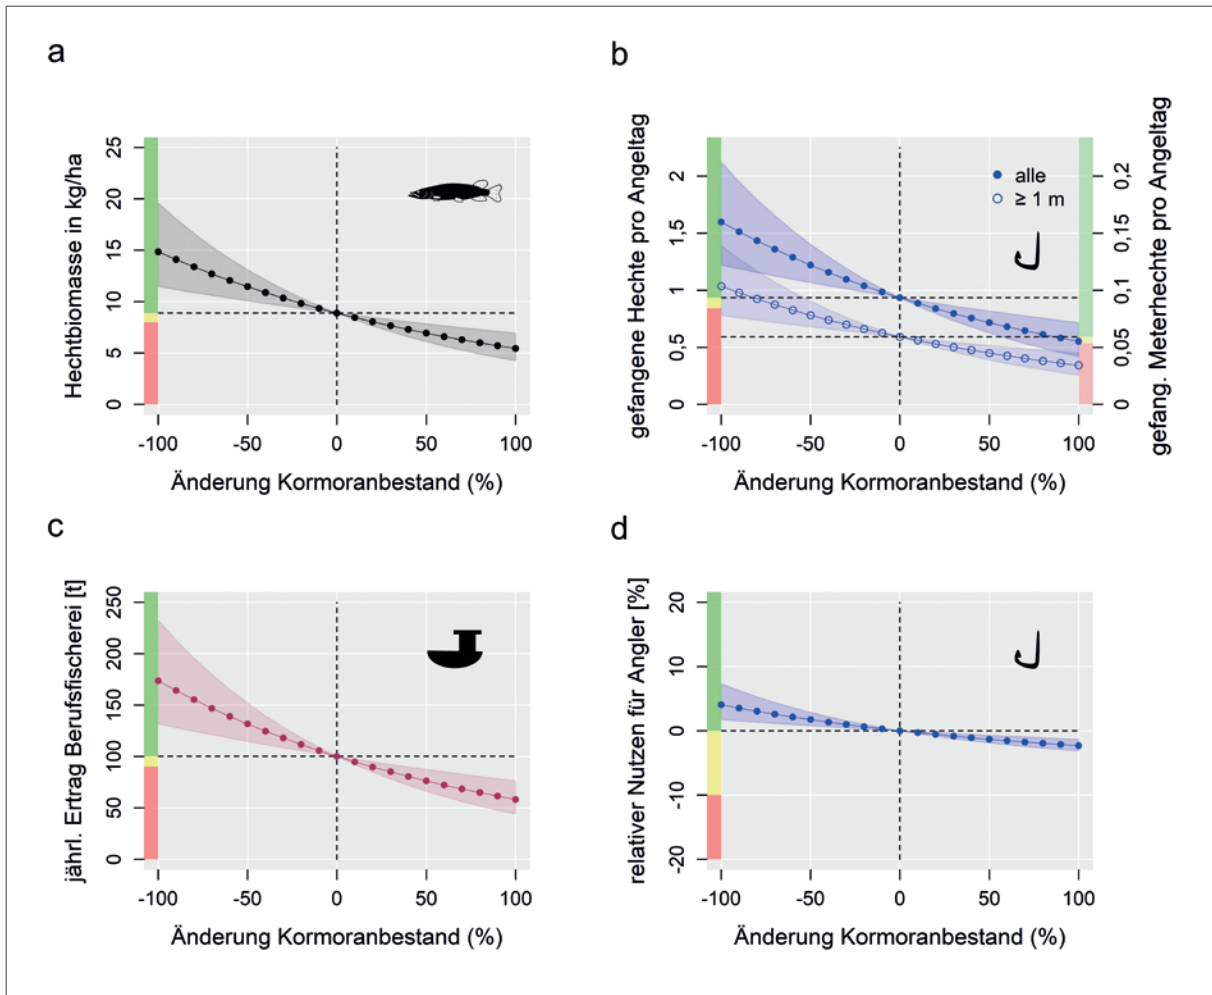 a
Hechtbiomasse in kg/ha
25
20
15
10
5
0
-100 -50 0 50 100
Änderung Kormoranbestand (%)
b
gefangene Hechte pro Angeltag
2
1,5
1
0,5
0
alle
≥ 1 m
0,2
0,15
0,1
0,05
0
gefang. Meterhechte pro Angeltag
-100 -50 0 50 100
Änderung Kormoranbestand (%)
c
jährl. Ertrag Berufsfischerei [t]
250
200
150
100
50
0
-100 -50 0 50 100
Änderung Kormoranbestand (%)
d
relativer Nutzen für Angler [%]
20
10
0
-10
-20
-100 -50 0 50 100
Änderung Kormoranbestand (%)